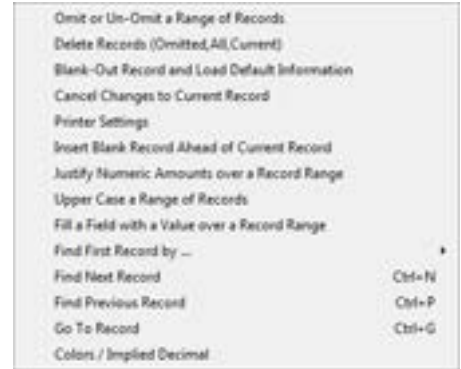 Omit or Un-Omit a Range of Records
Delete Records (Omitted,All,Current)
Blank-Out Record and Load Default Information
Cancel Changes to Current Record
Printer Settings
Insert Blank Record Ahead of Current Record
Justify Numeric Amounts over a Record Range
Upper Case a Range of Records
Fill a Field with a Value over a Record Range
Find First Record by ...
Find Next Record Ctrl+N
Find Previous Record Ctrl+P
Go To Record Ctrl+G
Colors / Implied Decimal